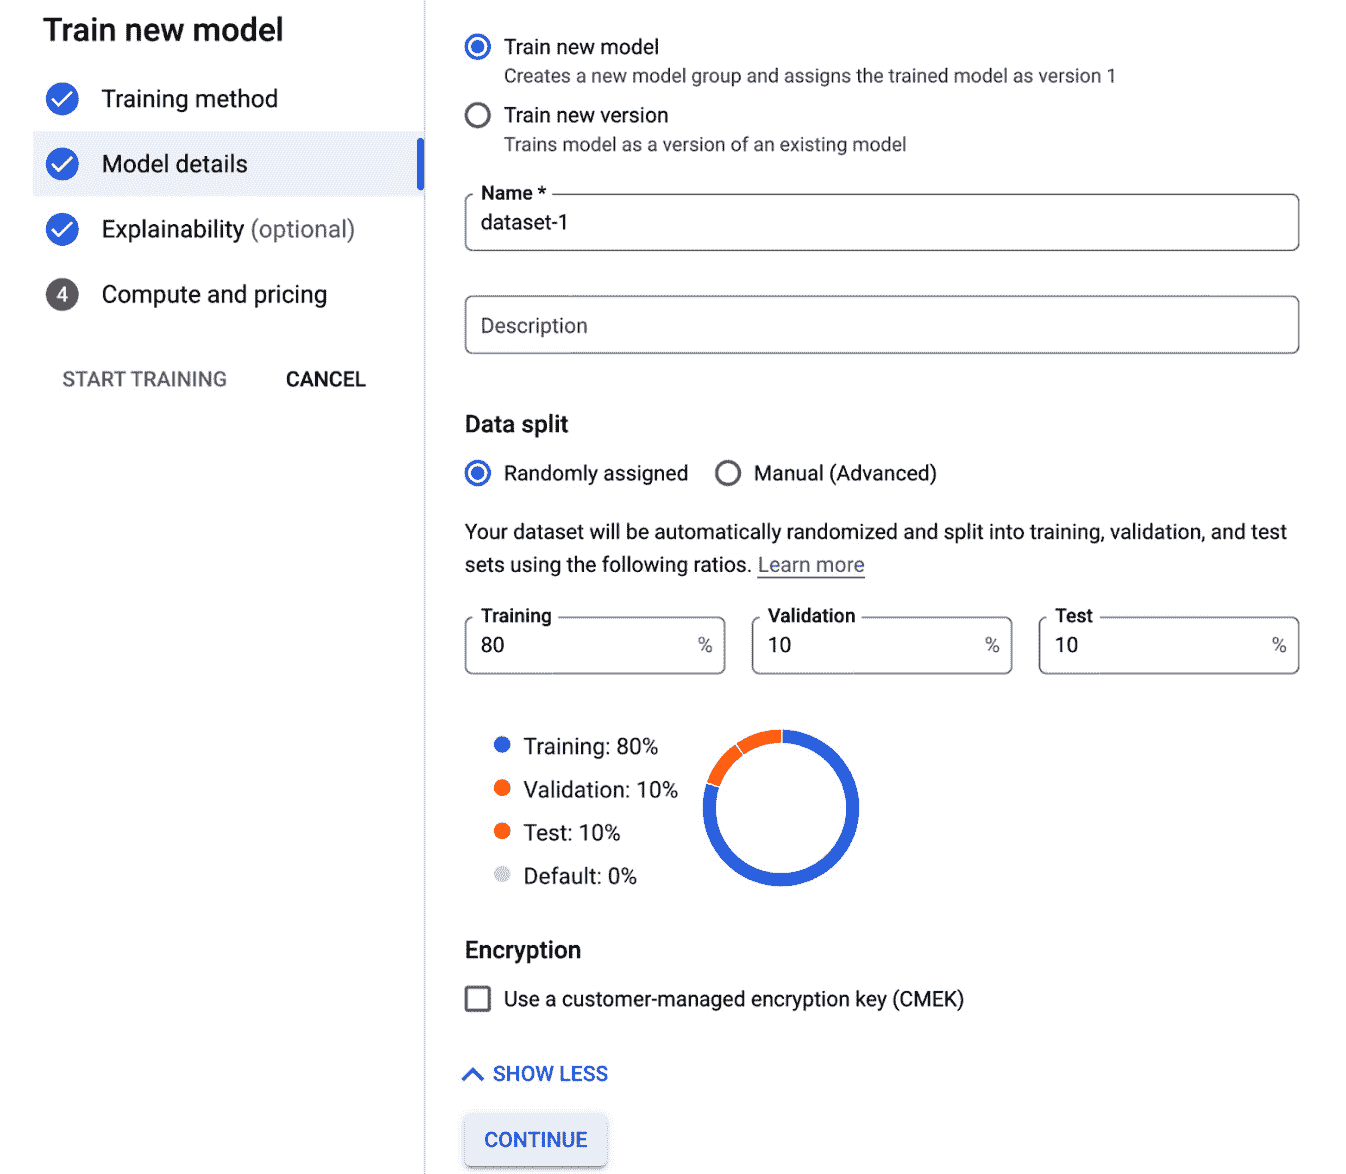 Train new model
Training method
Model details
Explainability (optional)
4 Compute and pricing
START TRAINING CANCEL
Train new model
Creates a new model group and assigns the trained model as version 1
Train new version
Trains model as a version of an existing model
Name *
dataset-1
Description
Data split
Randomly assigned Manual (Advanced)
Your dataset will be automatically randomized and split into training, validation, and test
sets using the following ratios. Learn more
Training Validation Test
80 % 10 % 10 %
Training: 80%
Validation: 10%
Test: 10%
Default: 0%
Encryption
Use a customer-managed encryption key (CMEK)
SHOW LESS
CONTINUE